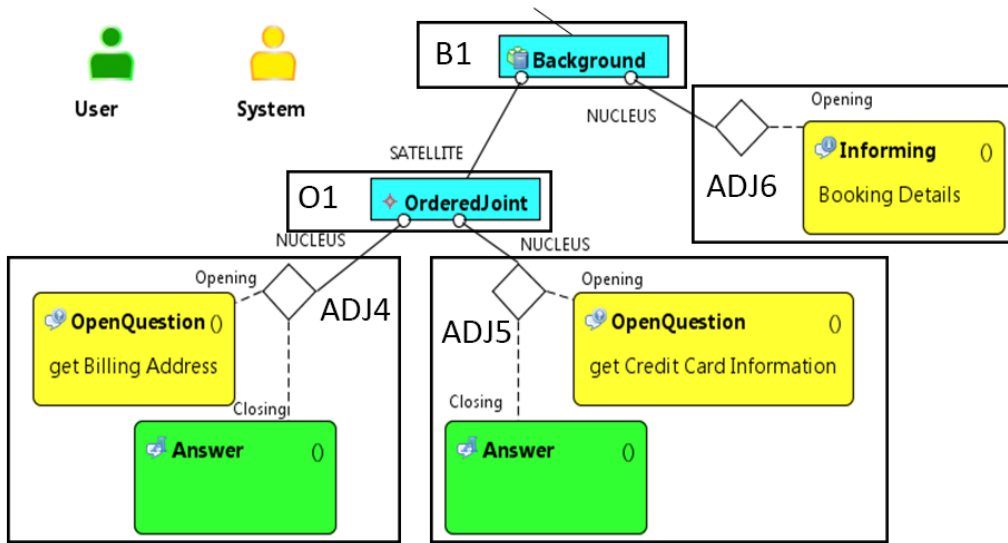 B1
Background
User
System
NUCLEUS
Opening
Informing ()
Booking Details
ADJ6
SATELLITE
O1
OrderedJoint
NUCLEUS
NUCLEUS
Opening
ADJ4
OpenQuestion ()
get Billing Address
Closing
Answer ()
Opening
ADJ5
OpenQuestion ()
get Credit Card Information
Closing
Answer ()